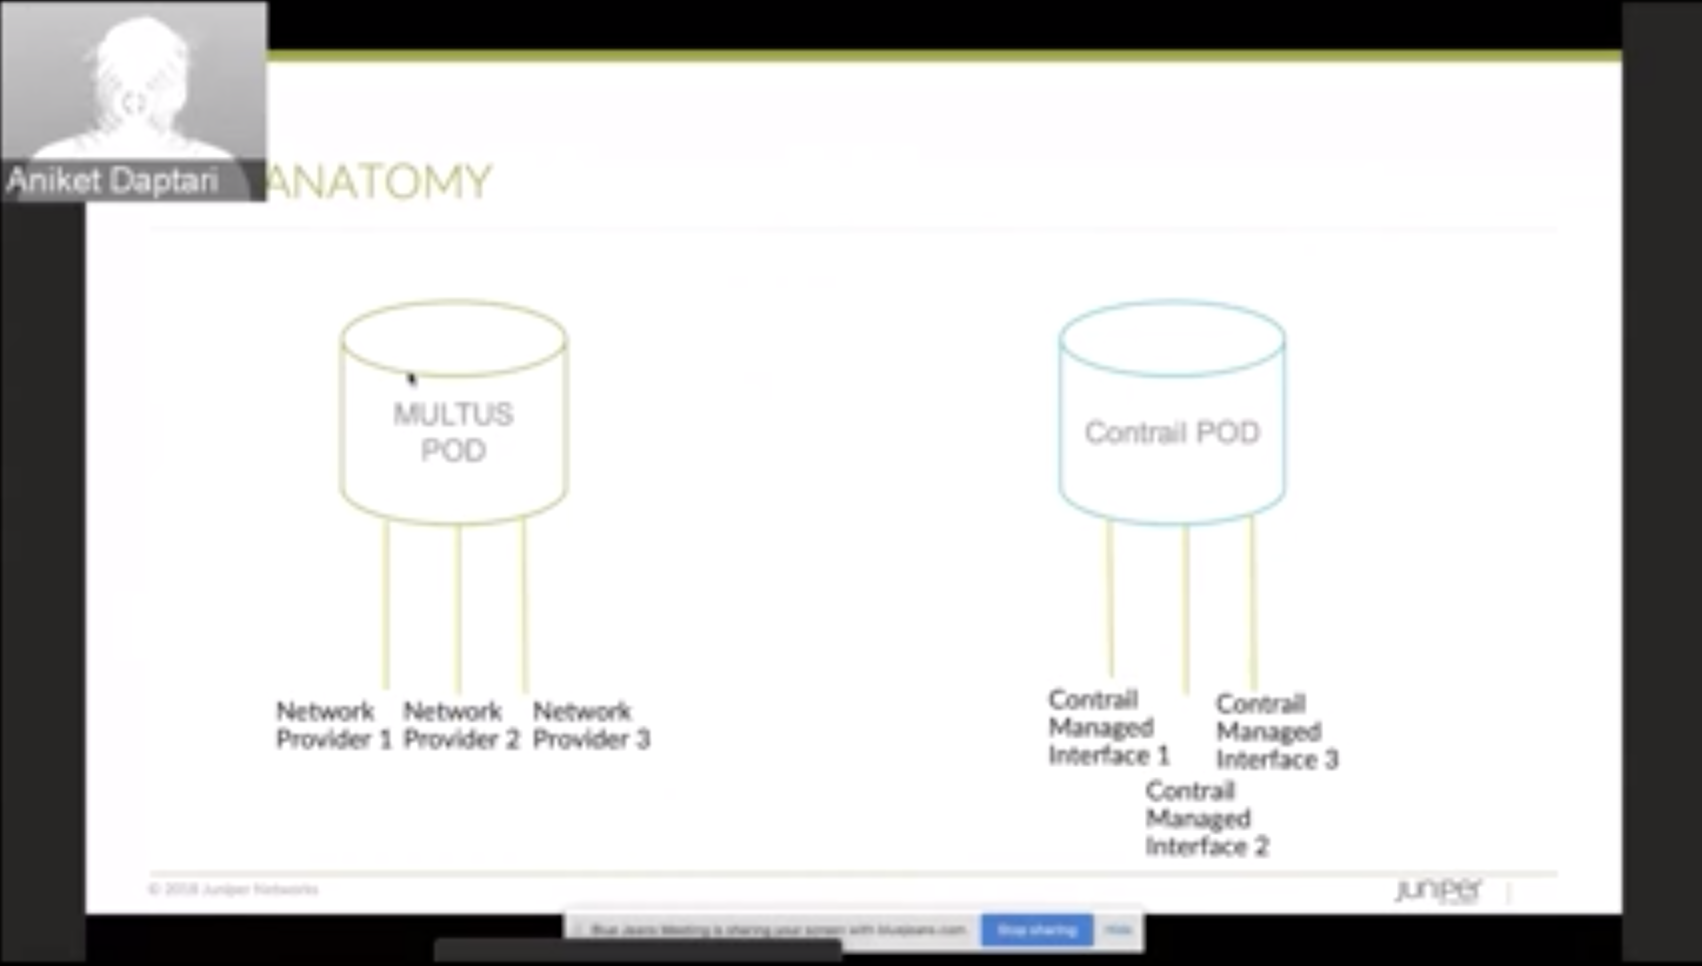 Aniket Daptari
ANATOMY
MULTUS
POD
Contrail POD
Network
Provider 1
Network
Provider 2
Network
Provider 3
Contrail
Managed
Interface 1
Contrail
Managed
Interface 3
Contrail
Managed
Interface 2
© 2018 Juniper Networks
juniper
Blue Jeans Meeting is sharing your screen with bluejeans.com.
Stop sharing
Hide